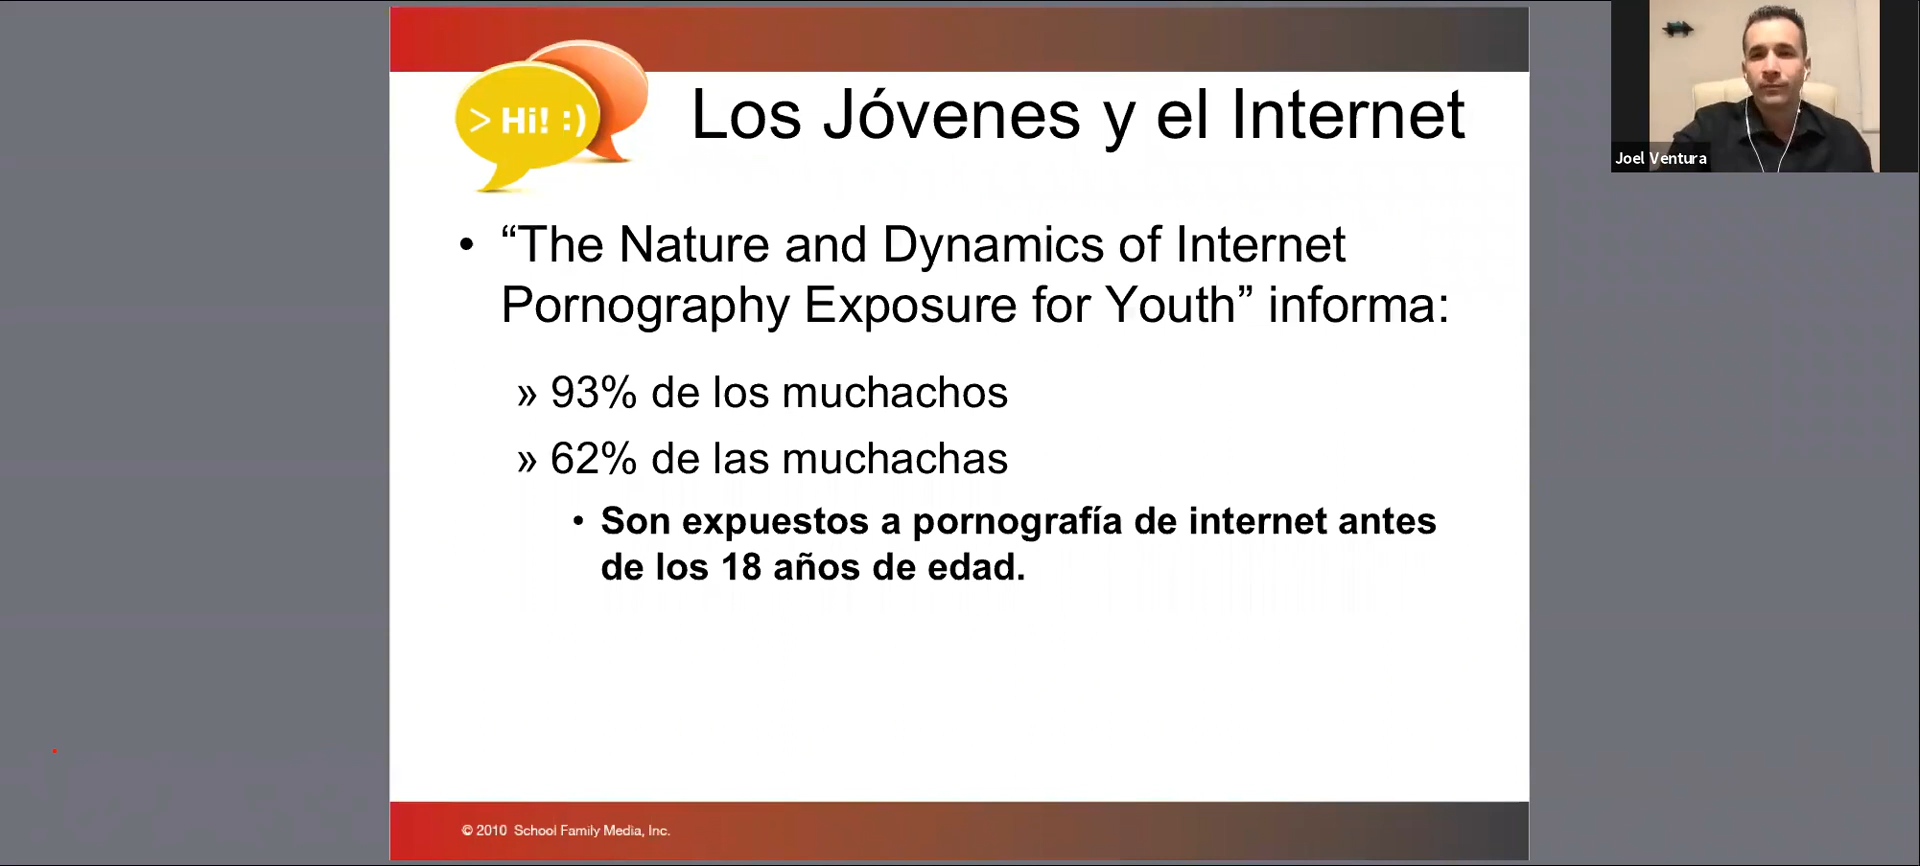 > Hi! :)
Los Jóvenes y el Internet
Joel Ventura
• “The Nature and Dynamics of Internet
Pornography Exposure for Youth” informa:
» 93% de los muchachos
» 62% de las muchachas
• Son expuestos a pornografía de internet antes
de los 18 años de edad.
© 2010 School Family Media, Inc.